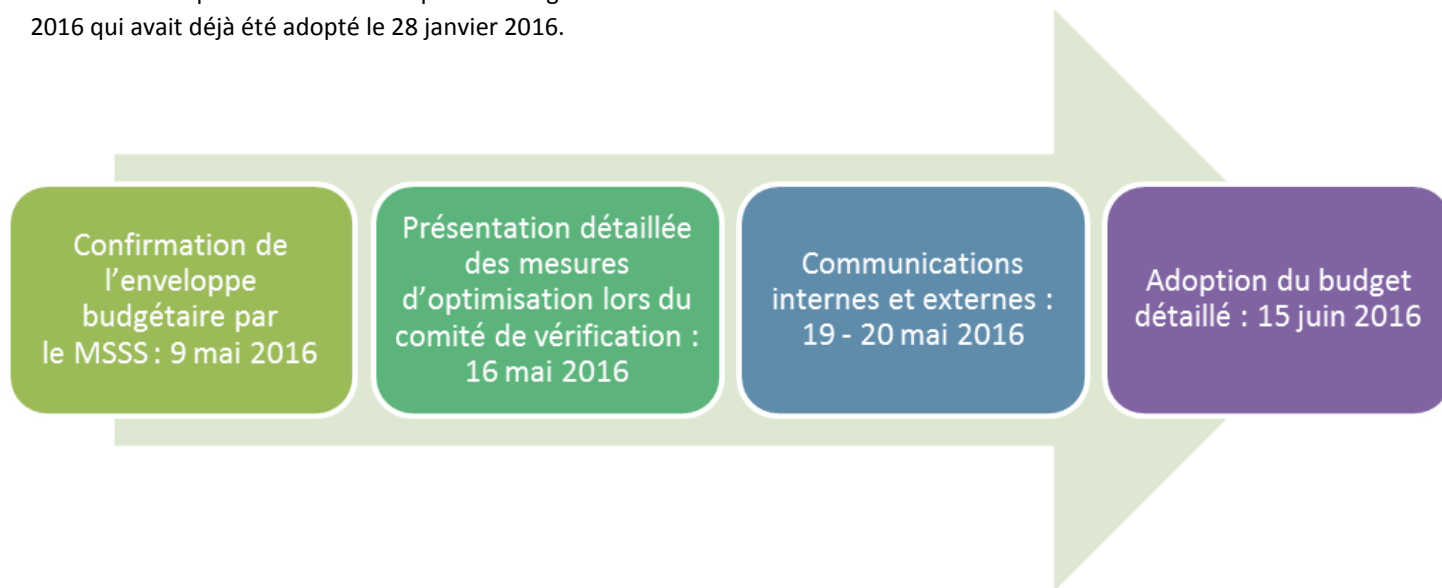 2016 qui avait déjà été adopté le 28 janvier 2016.
Confirmation de
l’enveloppe
budgétaire par
le MSSS : 9 mai 2016
Présentation détaillée
des mesures
d’optimisation lors du
comité de vérification :
16 mai 2016
Communications
internes et externes :
19 - 20 mai 2016
Adoption du budget
détaillé : 15 juin 2016